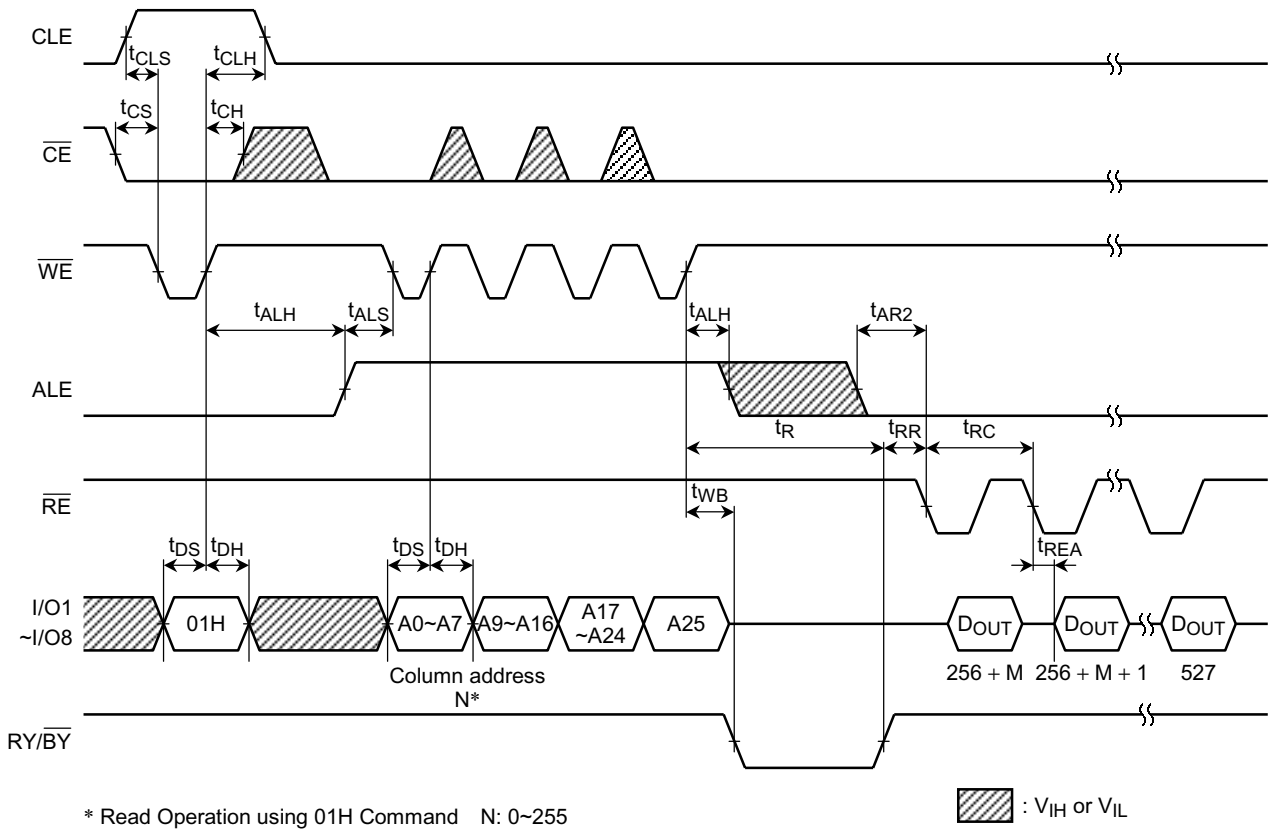 CLE
tCLS
tCLH
tCS
tCH
CE
WE
tALH
tALS
tALH
tAR2
ALE
tR
tRR
tRC
RE
tWB
tDS
tDH
tDS
tDH
tREA
I/O1
~I/O8
01H
A0~A7
A9~A16
A17
~A24
A25
DOUT
DOUT
DOUT
Column address
N*
256 + M
256 + M + 1
527
RY/BY
* Read Operation using 01H Command N: 0~255
: VIH or VIL